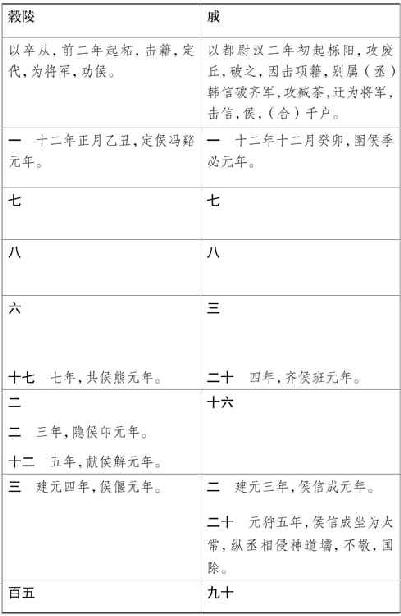 穀陵
戚
以卒从，前二年起柘，击籍，定
代，为将军，功侯。
以都尉汉二年初起栎阳，攻废
丘，破之，因击项籍，别属（丞）
韩信破齐军，攻臧荼，迁为将军，
击信，侯，（合）千户。
一 十二年正月乙丑，定侯冯谿
元年。
一 十二年十二月癸卯，圉侯季
必元年。
七
七
八
八
六
十七 七年，共侯熊元年。
三
二十 四年，齐侯班元年。
二
二 三年，隐侯卬元年。
十二 五年，献侯解元年。
十六
三 建元四年，侯偃元年。
二 建元三年，侯信成元年。
二十 元狩五年，侯信成坐为太
常，纵丞相侵神道壖，不敬，国
除。
百五
九十